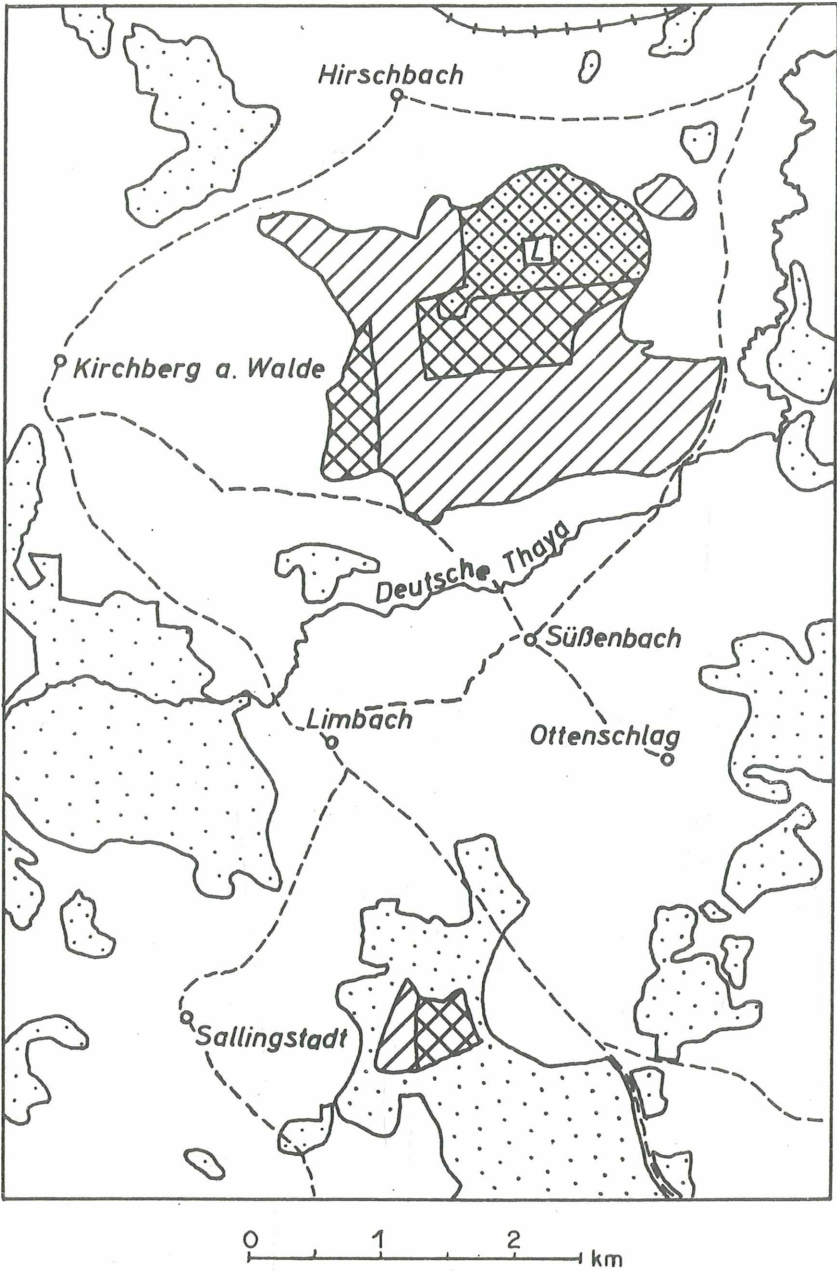 Hirschbach
L
Kirchberg a. Walde
Deutsche Thaya
Süßenbach
Limbach
Ottenschlag
Sallingstadt
0 1 2 km